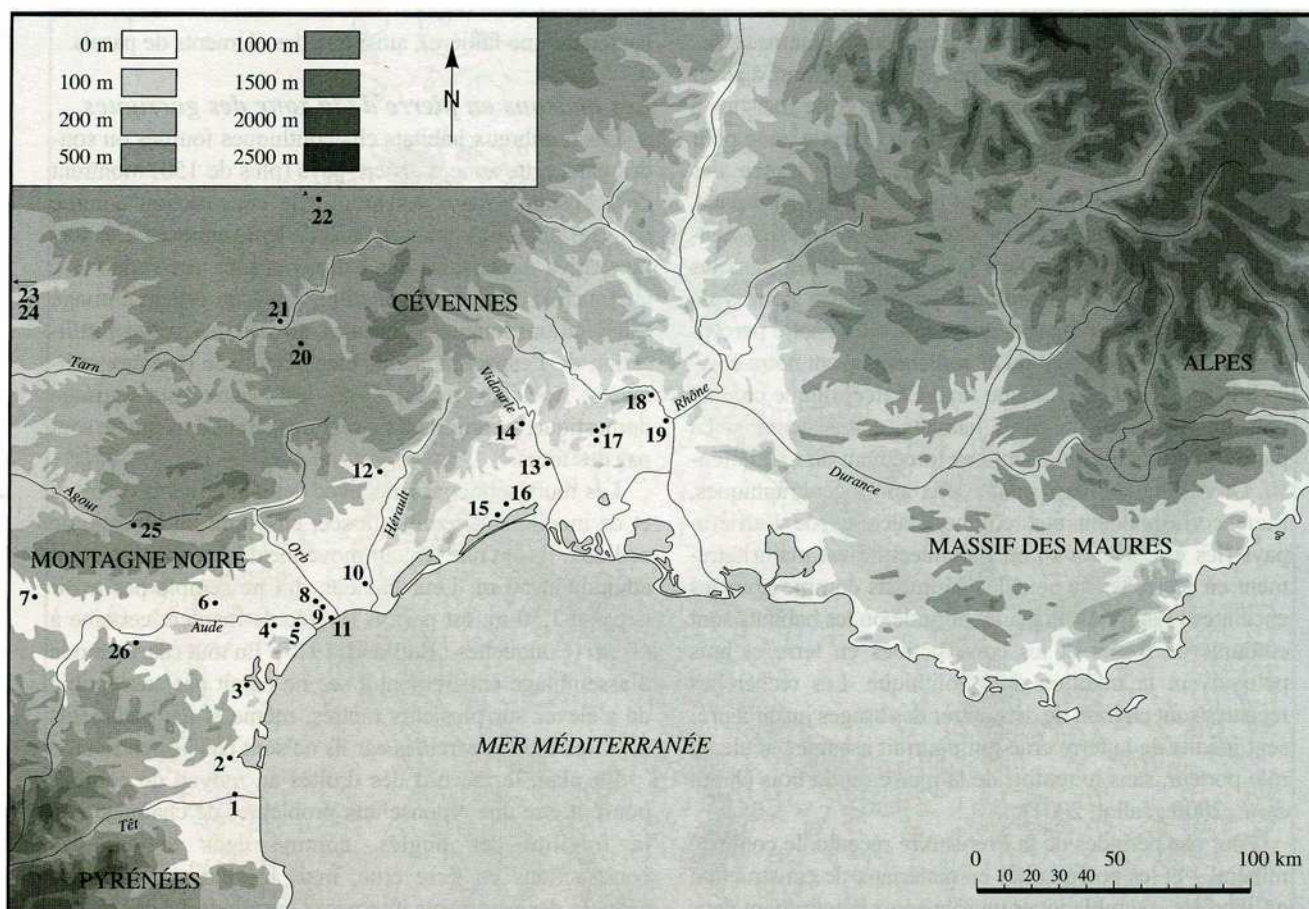 0 m 1000 m
100 m 1500 m
200 m 2000 m
500 m 2500 m
N
22
23
24
CÉVENNES
21
20
Tarn
ALPES
Vidourle
18
Rhône
14
17
19
12
13
Durance
Hérault
16
15
Agout
25
Orb
MONTAGNE NOIRE
MASSIF DES MAURES
10
7
6
8
9
11
Aude
4
5
26
3
MER MÉDITERRANÉE
2
1
Têt
0 50 100 km
10 20 30 40
PYRÉNÉES